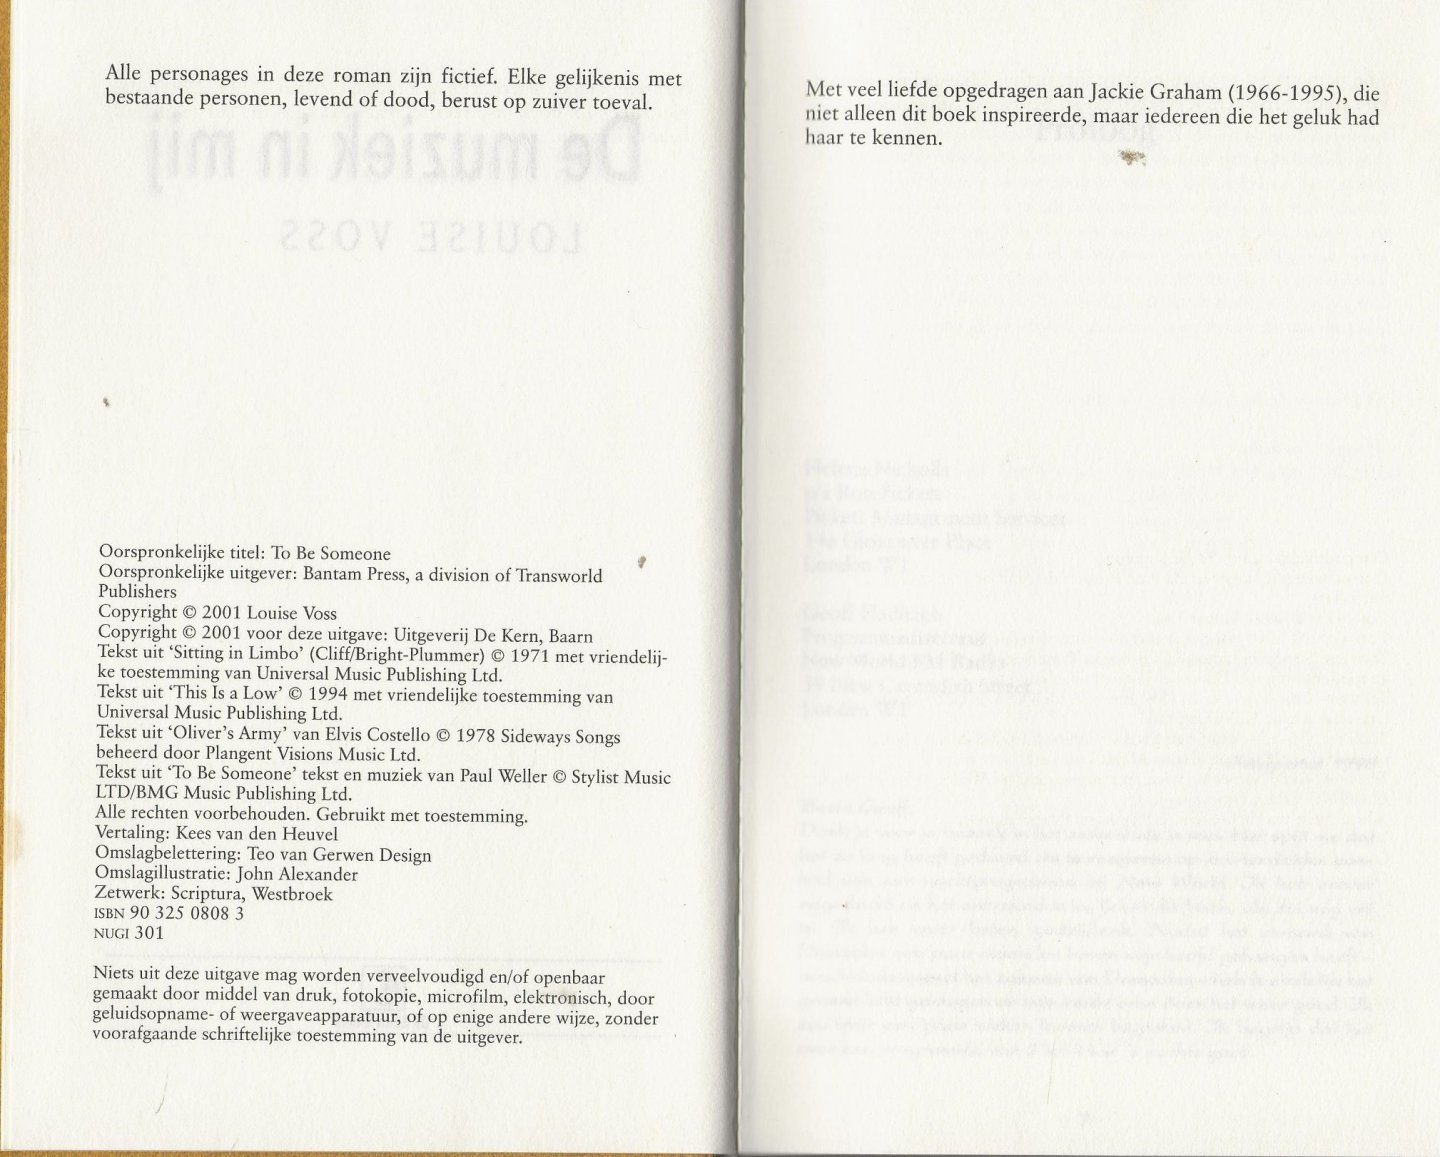 Alle personages in deze roman zijn fictief. Elke gelijkenis met
bestaande personen, levend of dood, berust op zuiver toeval.
De muziek in mij
LOUISE VOSS
Oorspronkelijke titel: To Be Someone
Oorspronkelijke uitgever: Bantam Press, a division of Transworld
Publishers
Copyright © 2001 Louise Voss
Copyright © 2001 voor deze uitgave: Uitgeverij De Kern, Baarn
Tekst uit ‘Sitting in Limbo’ (Cliff/Bright-Plummer) © 1971 met vriendelij-
ke toestemming van Universal Music Publishing Ltd.
Tekst uit ‘This Is a Low’ © 1994 met vriendelijke toestemming van
Universal Music Publishing Ltd.
Tekst uit ‘Oliver’s Army’ van Elvis Costello © 1978 Sideways Songs
beheerd door Plangent Visions Music Ltd.
Tekst uit ‘To Be Someone’ tekst en muziek van Paul Weller © Stylist Music
LTD/BMG Music Publishing Ltd.
Alle rechten voorbehouden. Gebruikt met toestemming.
Vertaling: Kees van den Heuvel
Omslagbelettering: Teo van Gerwen Design
Omslagillustratie: John Alexander
Zetwerk: Scriptura, Westbroek
ISBN 90 325 0808 3
NUGI 301
Niets uit deze uitgave mag worden verveelvoudigd en/of openbaar
gemaakt door middel van druk, fotokopie, microfilm, elektronisch, door
geluidsopname- of weergaveapparatuur, of op enige andere wijze, zonder
voorafgaande schriftelijke toestemming van de uitgever.
Met veel liefde opgedragen aan Jackie Graham (1966-1995), die
niet alleen dit boek inspireerde, maar iedereen die het geluk had
haar te kennen.